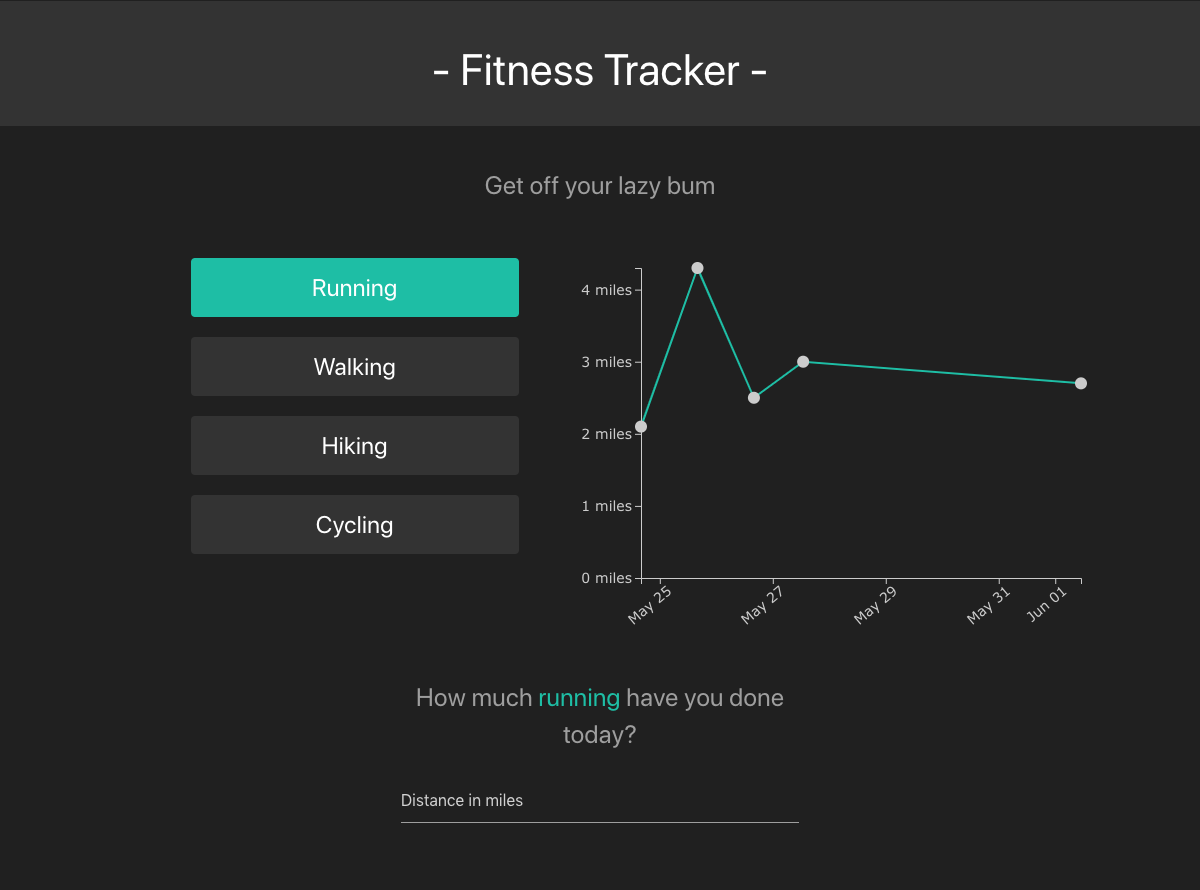 - Fitness Tracker -
Get off your lazy bum
Running
Walking
Hiking
Cycling
4 miles
3 miles
2 miles
1 miles
0 miles
May 25
May 27
May 29
May 31
Jun 01
How much running have you done
today?
Distance in miles